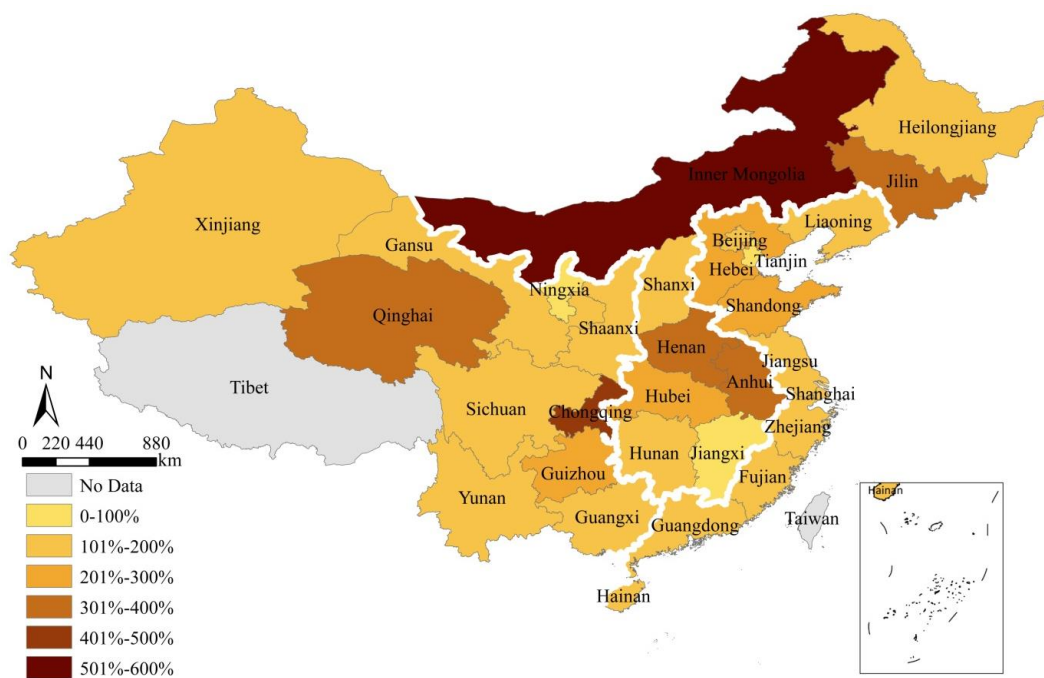 Heilongjiang
Jilin
Inner Mongolia
Liaoning
Xinjiang
Gansu
Beijing
Tianjin
Hebei
Ningxia
Shanxi
Shandong
Qinghai
Shaanxi
Henan
Jiangsu
Anhui
Shanghai
Tibet
Hubei
Sichuan
Chongqing
Zhejiang
Hunan
Jiangxi
Guizhou
Fujian
Yunan
Guangxi
Guangdong
Taiwan
Hainan
Hainan
N
0 220 440 880
km
No Data
0-100%
101%-200%
201%-300%
301%-400%
401%-500%
501%-600%